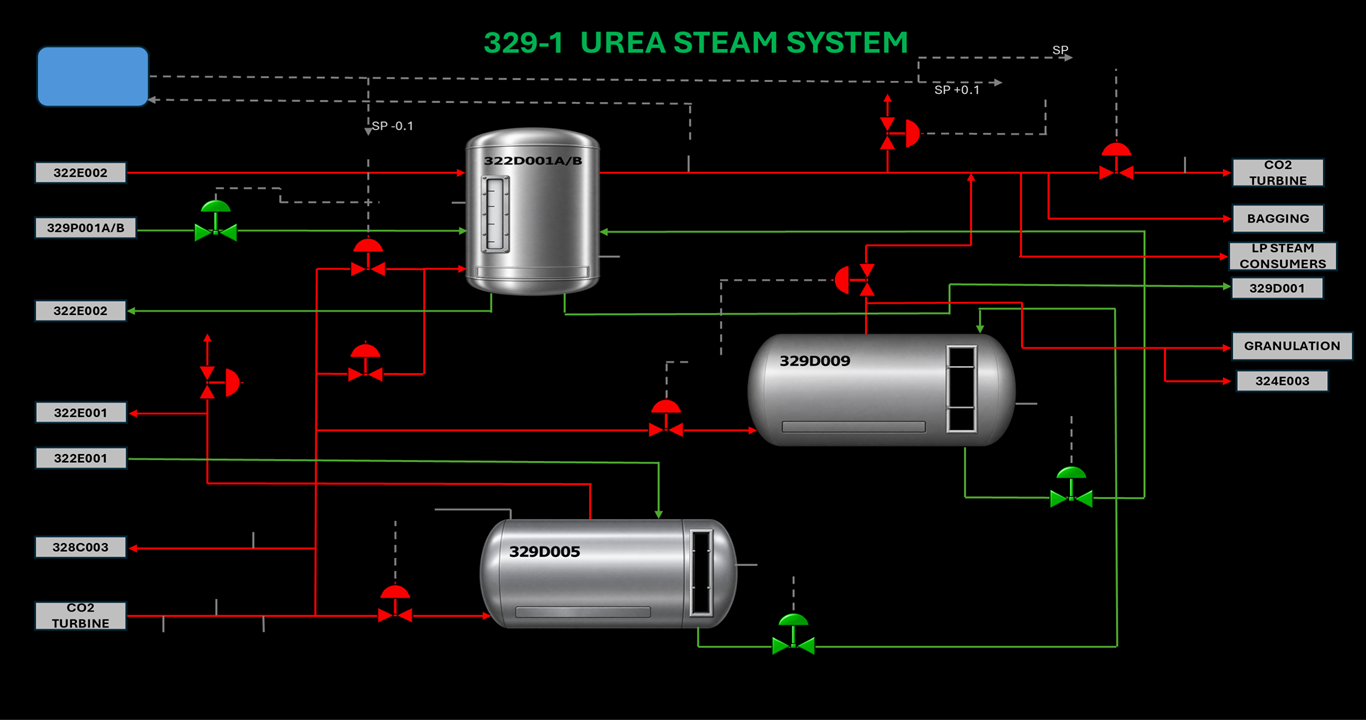 329-1 UREA STEAM SYSTEM
SP
SP +0.1
SP -0.1
322D001A/B
322E002
CO2
TURBINE
329P001A/B
BAGGING
LP STEAM
CONSUMERS
329D001
322E002
GRANULATION
329D009
324E003
322E001
322E001
328C003
329D005
CO2
TURBINE